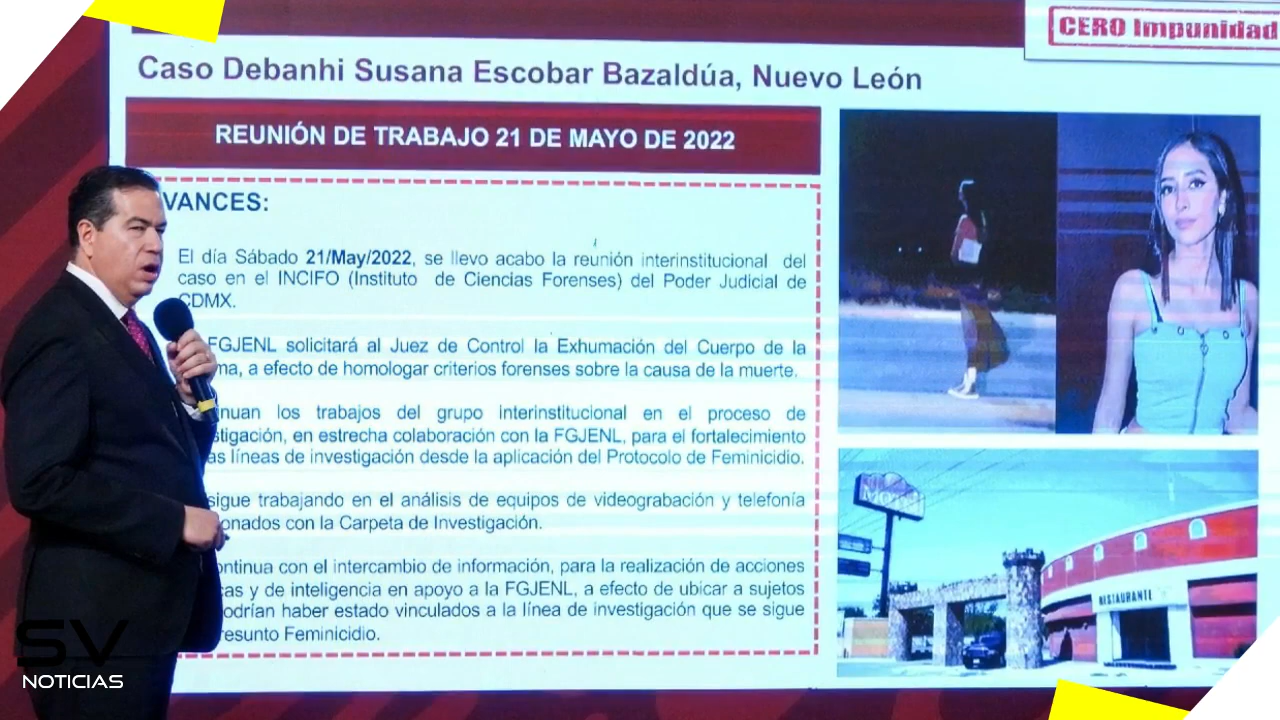 CERO Impunidad
Caso Debanhi Susana Escobar Bazaldúa, Nuevo León
REUNIÓN DE TRABAJO 21 DE MAYO DE 2022
VANCES:
El día Sábado 21/May/2022, se llevo acabo la reunión interinstitucional del
caso en el INCIFO (Instituto de Ciencias Forenses) del Poder Judicial de
CDMX.
FGJENL solicitará al Juez de Control la Exhumación del Cuerpo de la
ma, a efecto de homologar criterios forenses sobre la causa de la muerte.
nuan los trabajos del grupo interinstitucional en el proceso de
stigación, en estrecha colaboración con la FGJENL, para el fortalecimiento
as líneas de investigación desde la aplicación del Protocolo de Feminicidio.
sigue trabajando en el análisis de equipos de videograbación y telefonía
onados con la Carpeta de Investigación.
ontinua con el intercambio de información, para la realización de acciones
cas y de inteligencia en apoyo a la FGJENL, a efecto de ubicar a sujetos
odrían haber estado vinculados a la línea de investigación que se sigue
resunto Feminicidio.
MOTEL
RESTAURANTE
SV
NOTICIAS